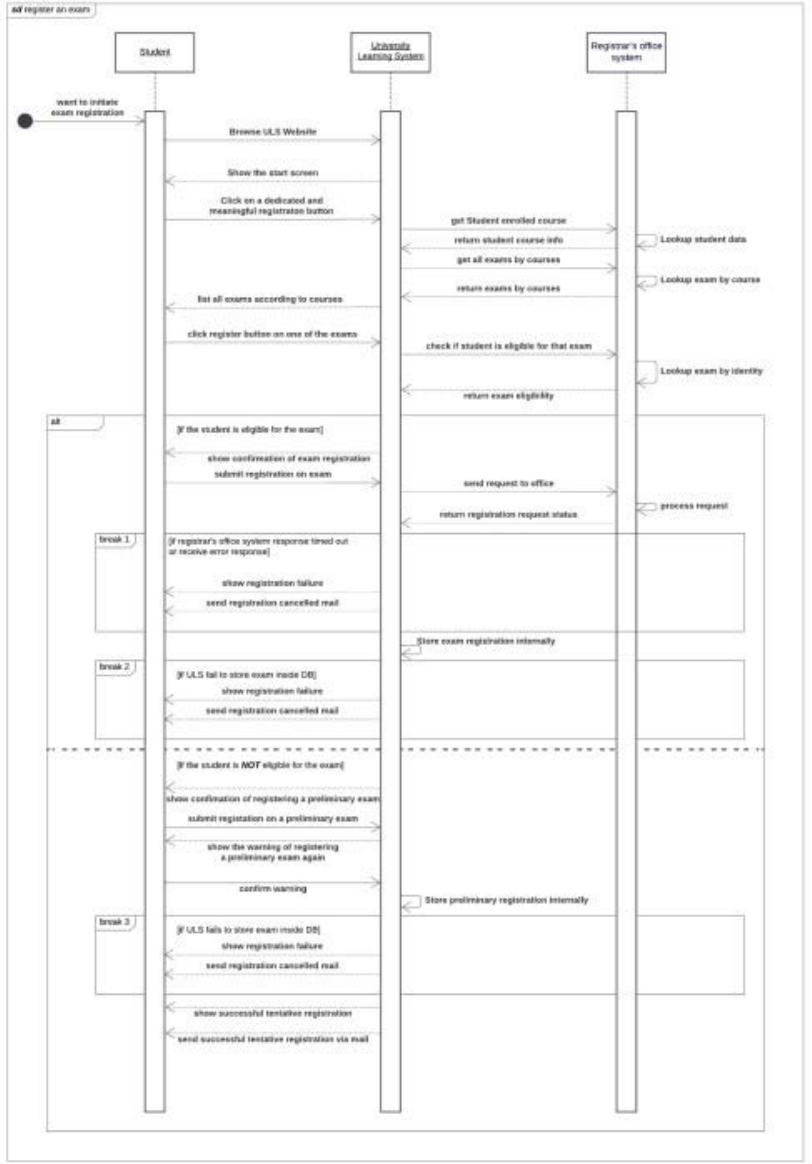 sd register an exam
Student
University
Learning System
Registrar's office
system
want to initiate
exam registration
Browse ULS Website
Show the start screen
Click on a dedicated and
meaningful registraton button
get Student enrolled course
Lookup student data
return student course info
get all exams by courses
Lookup exam by course
return exams by courses
list all exams according to courses
click register button on one of the exams
check if student is eligible for that exam
Lookup exam by identity
return exam eligibility
alt
[if the student is eligible for the exam]
show confirmation of exam registration
submit registration on exam
send request to office
process request
return registration request status
break 1
[if registrar's office system response timed out
or receive error response]
show registration failure
send registration cancelled mail
Store exam registration internally
break 2
[if ULS fail to store exam inside DB]
show registration failure
send registration cancelled mail
[if the student is NOT eligible for the exam]
show confimation of registering a preliminary exam
submit registation on a preliminary exam
show the warning of registering
a preliminary exam again
confirm warning
Store preliminary registration internally
break 3
[if ULS fails to store exam inside DB]
show registration failure
send registration cancelled mail
show successful tentative registration
send successful tentative registration via mail